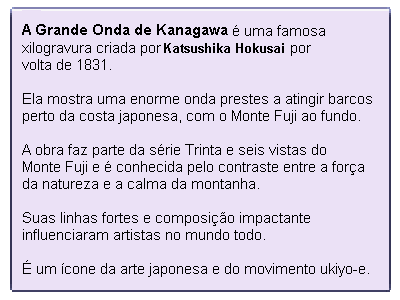 A Grande Onda de Kanagawa é uma famosa
xilogravura criada por Katsushika Hokusai por
volta de 1831.
Ela mostra uma enorme onda prestes a atingir barcos
perto da costa japonesa, com o Monte Fuji ao fundo.
A obra faz parte da série Trinta e seis vistas do
Monte Fuji e é conhecida pelo contraste entre a força
da natureza e a calma da montanha.
Suas linhas fortes e composição impactante
influenciaram artistas no mundo todo.
É um ícone da arte japonesa e do movimento ukiyo-e.